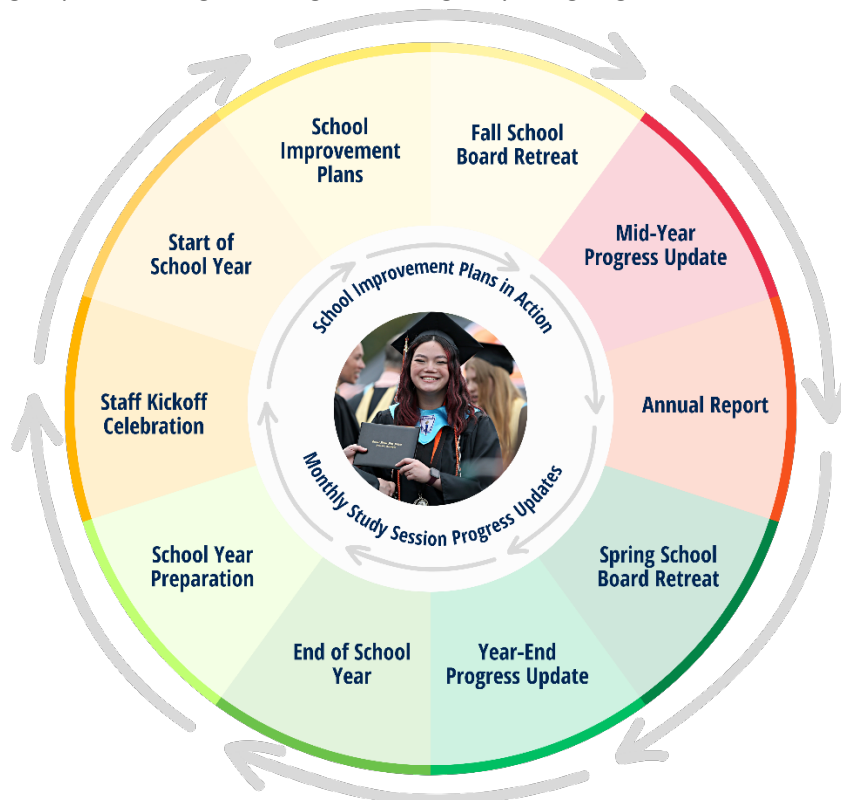 School
Improvement
Plans
Fall School
Board Retreat
Mid-Year
Progress Update
Annual Report
Spring School
Board Retreat
Year-End
Progress Update
End of School
Year
School Year
Preparation
Staff Kickoff
Celebration
Start of
School Year
School Improvement Plans in Action
Monthly Study Session Progress Updates